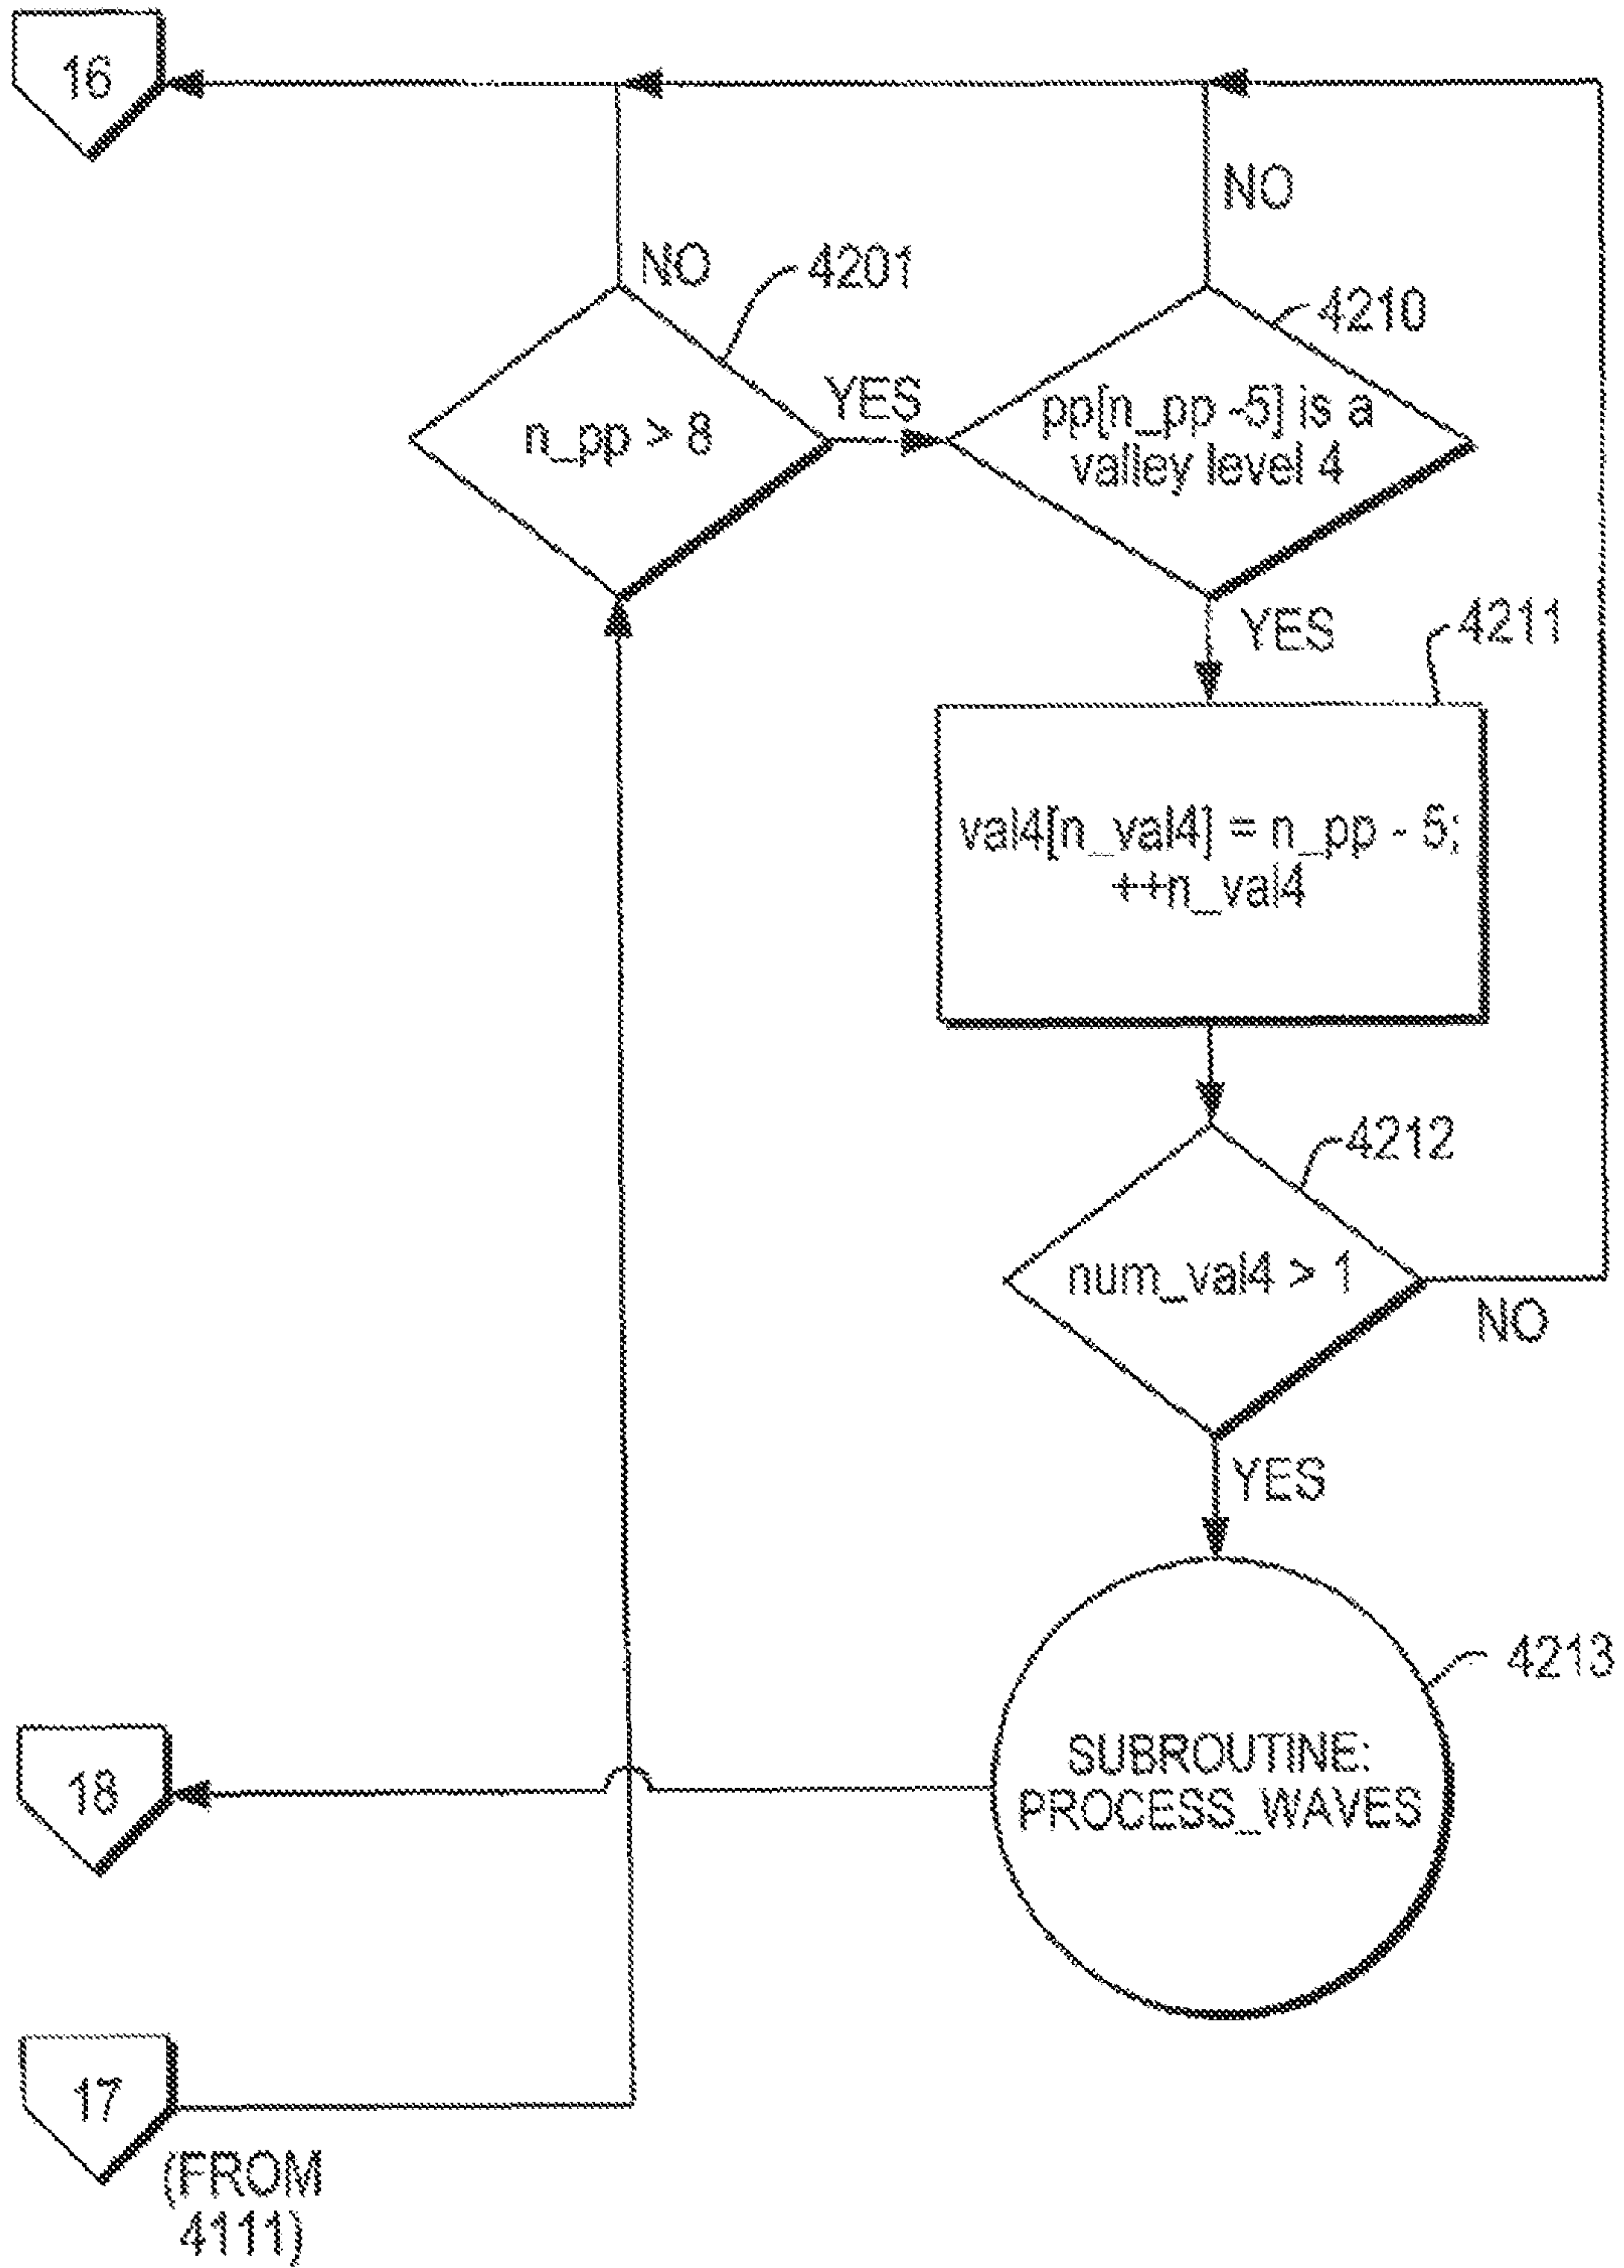 16
NO
NO
4201
4210
n_pp > 8
YES
pp[n_pp -5] is a
valley level 4
YES
4211
val4[n_val4] = n_pp - 5;
++n_val4
4212
num_val4 > 1
NO
YES
4213
SUBROUTINE:
PROCESS_WAVES
18
17
(FROM
4111)